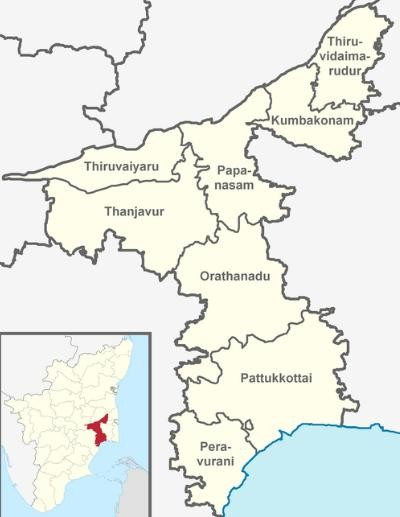 Thiru-
vidaima-
rudur
Kumbakonam
Thiruvaiyaru
Papa-
nasam
Thanjavur
Orathanadu
Pattukkottai
Pera-
vurani